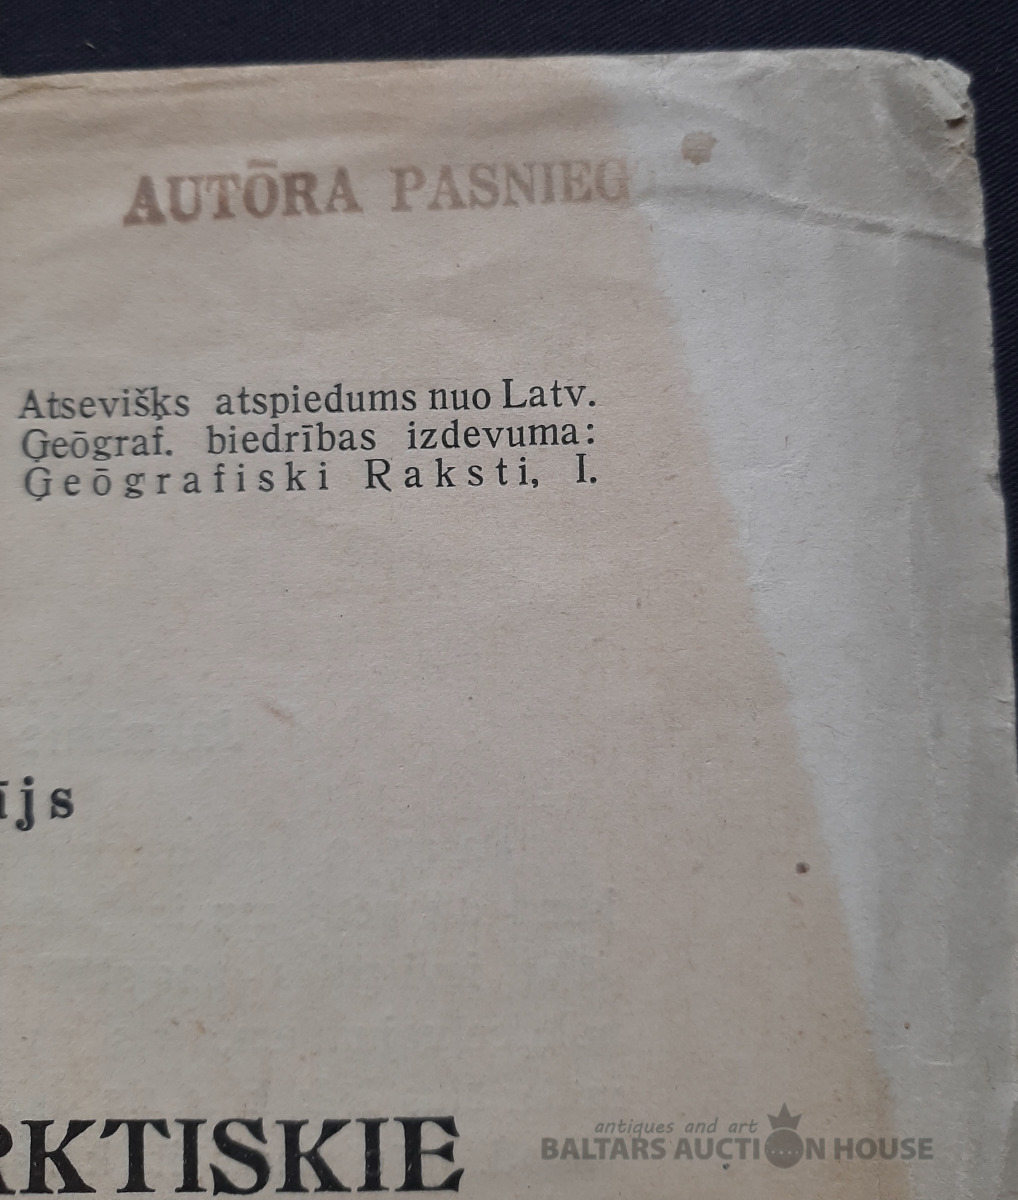 AUTŌRA PASNIEG
Atsevišķs atspiedums nuo Latv.
Ģeōgraf. biedrības izdevuma:
Ģeōgrafiski Raksti, I.
ījs
RKTISKIE
antiques and art
BALTARS AUCTION HOUSE